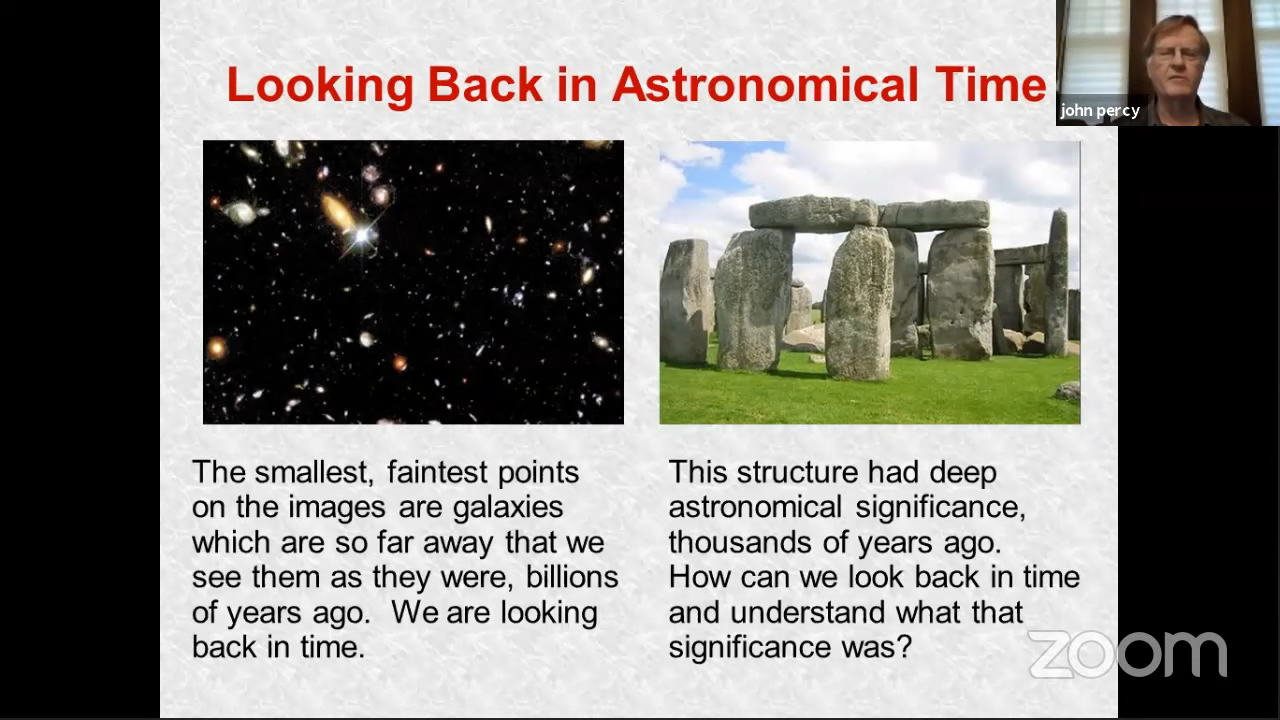 Looking Back in Astronomical Time
john percy
The smallest, faintest points
on the images are galaxies
which are so far away that we
see them as they were, billions
of years ago. We are looking
back in time.
This structure had deep
astronomical significance,
thousands of years ago.
How can we look back in time
and understand what that
significance was?
zoom